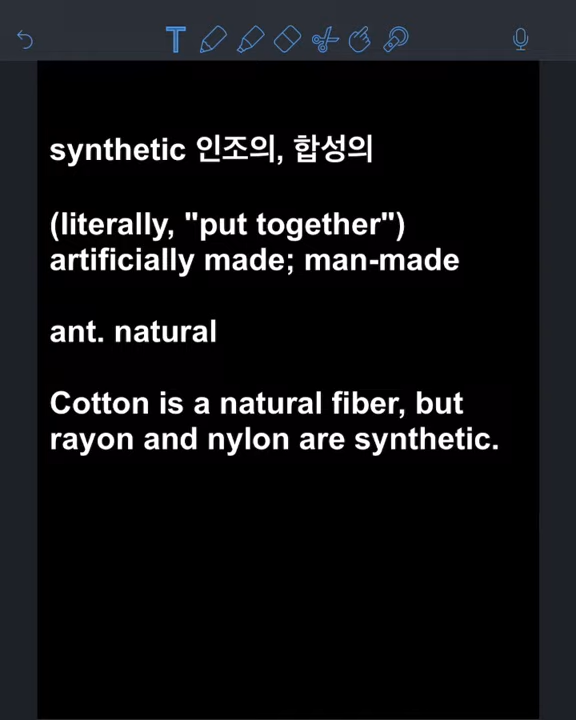 synthetic 인조의, 합성의
(literally, "put together")
artificially made; man-made
ant. natural
Cotton is a natural fiber, but
rayon and nylon are synthetic.